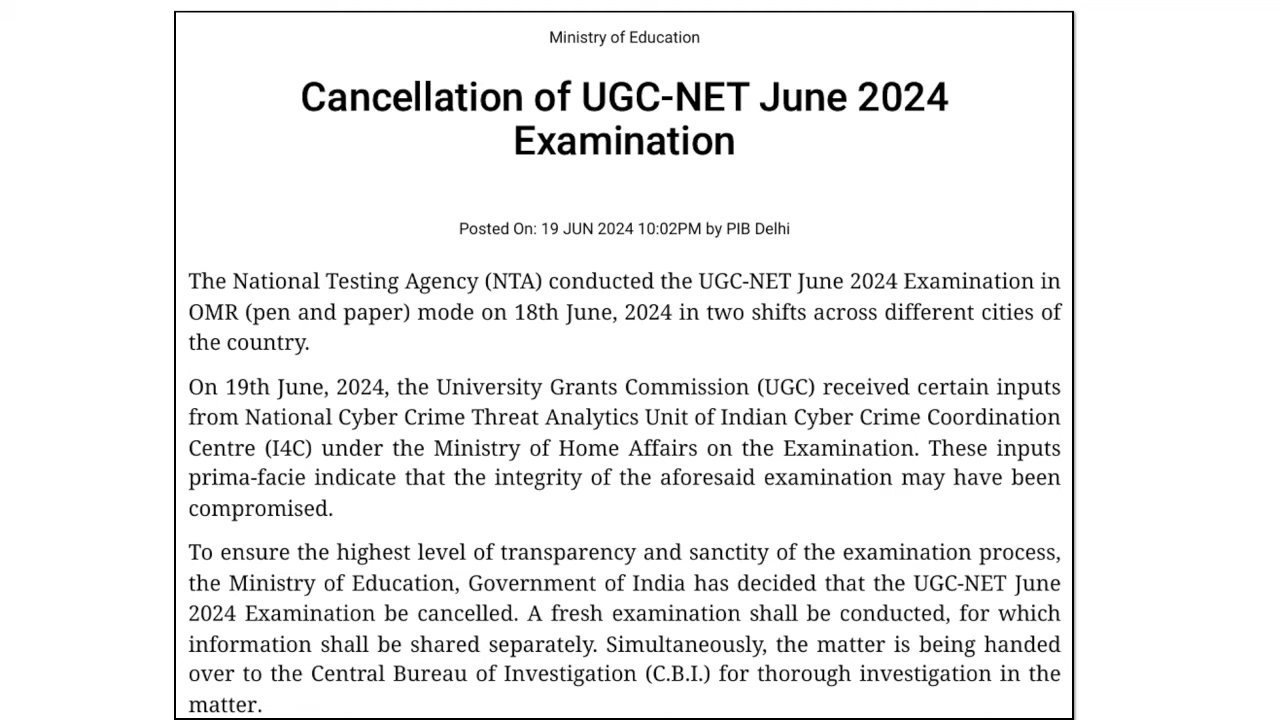 Ministry of Education
Cancellation of UGC-NET June 2024
Examination
Posted On: 19 JUN 2024 10:02PM by PIB Delhi
The National Testing Agency (NTA) conducted the UGC-NET June 2024 Examination in
OMR (pen and paper) mode on 18th June, 2024 in two shifts across different cities of
the country.
On 19th June, 2024, the University Grants Commission (UGC) received certain inputs
from National Cyber Crime Threat Analytics Unit of Indian Cyber Crime Coordination
Centre (I4C) under the Ministry of Home Affairs on the Examination. These inputs
prima-facie indicate that the integrity of the aforesaid examination may have been
compromised.
To ensure the highest level of transparency and sanctity of the examination process,
the Ministry of Education, Government of India has decided that the UGC-NET June
2024 Examination be cancelled. A fresh examination shall be conducted, for which
information shall be shared separately. Simultaneously, the matter is being handed
over to the Central Bureau of Investigation (C.B.I.) for thorough investigation in the
matter.